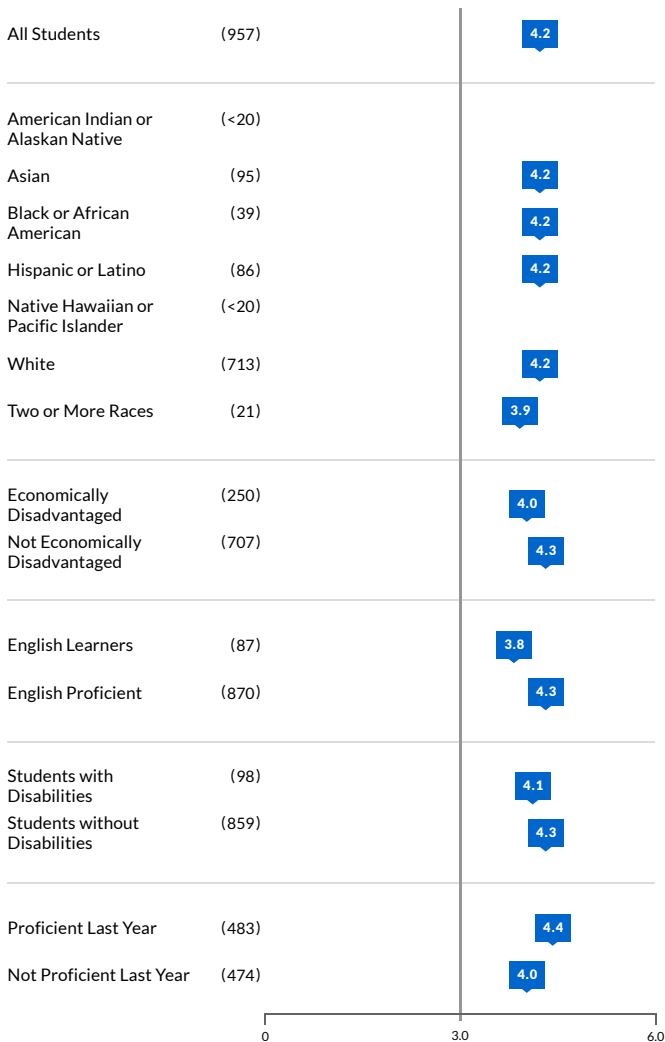 All Students (957) 4.2
American Indian or (<20)
Alaskan Native
Asian (95) 4.2
Black or African (39) 4.2
American
Hispanic or Latino (86) 4.2
Native Hawaiian or (<20)
Pacific Islander
White (713) 4.2
Two or More Races (21) 3.9
Economically (250) 4.0
Disadvantaged
Not Economically (707) 4.3
Disadvantaged
English Learners (87) 3.8
English Proficient (870) 4.3
Students with (98) 4.1
Disabilities
Students without (859) 4.3
Disabilities
Proficient Last Year (483) 4.4
Not Proficient Last Year (474) 4.0
0 3.0 6.0